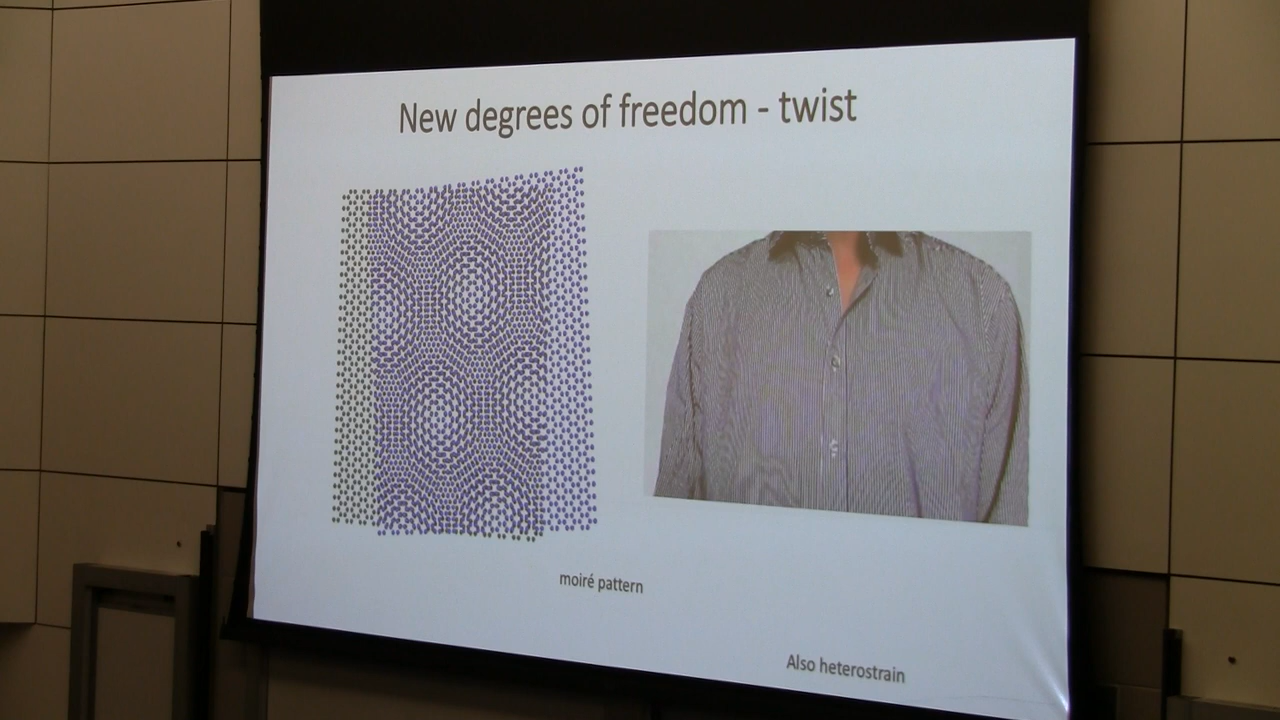 New degrees of freedom - twist
moiré pattern
Also heterostrain